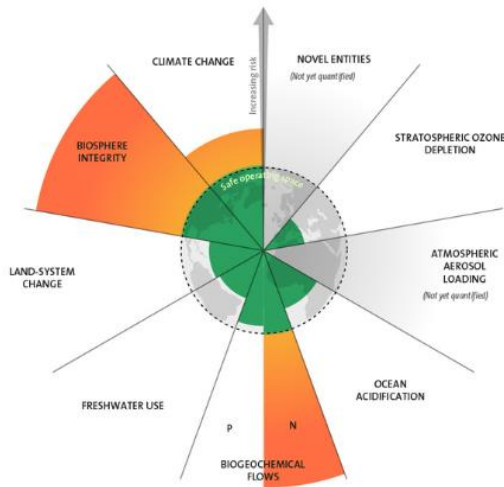 CLIMATE CHANGE
Increasing risk
NOVEL ENTITIES
(Not yet quantified)
STRATOSPHERIC OZONE
DEPLETION
BIOSPHERE
INTEGRITY
Safe operating space
ATMOSPHERIC
AEROSOL
LOADING
(Not yet quantified)
LAND-SYSTEM
CHANGE
OCEAN
ACIDIFICATION
FRESHWATER USE
P
N
BIOGEOCHEMICAL
FLOWS